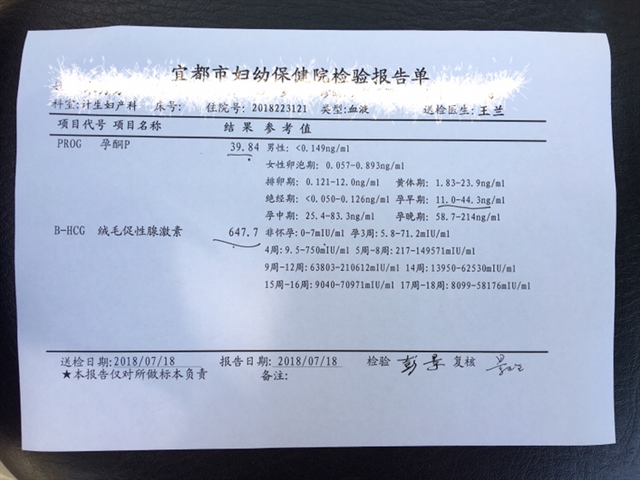 宜都市妇幼保健院检验报告单
科室:计生妇产科 床号: 住院号: 2018223121 类型:血液 送检医生:王兰
项目代号 项目名称 结果 参考值
PROG 孕酮P 39.84 男性: <0.149ng/ml
女性卵泡期: 0.057-0.893ng/ml
排卵期: 0.121-12.0ng/ml 黄体期: 1.83-23.9ng/ml
绝经期: <0.050-0.126ng/ml 孕早期: 11.0-44.3ng/ml
孕中期: 25.4-83.3ng/ml 孕晚期: 58.7-214ng/ml
B-HCG 绒毛促性腺激素 647.7 非怀孕:0-7mIU/ml 孕3周:5.8-71.2mIU/ml
4周: 9.5-750mIU/ml 5周-8周: 217-149571mIU/ml
9周-12周:63803-210612mIU/ml 14周:13950-62530mIU/ml
15周-16周:9040-70971mIU/ml 17周-18周:8099-58176mIU/ml
送检日期:2018/07/18 报告日期: 2018/07/18 检验 彭景 复核
★本报告仅对所做标本负责 备注: